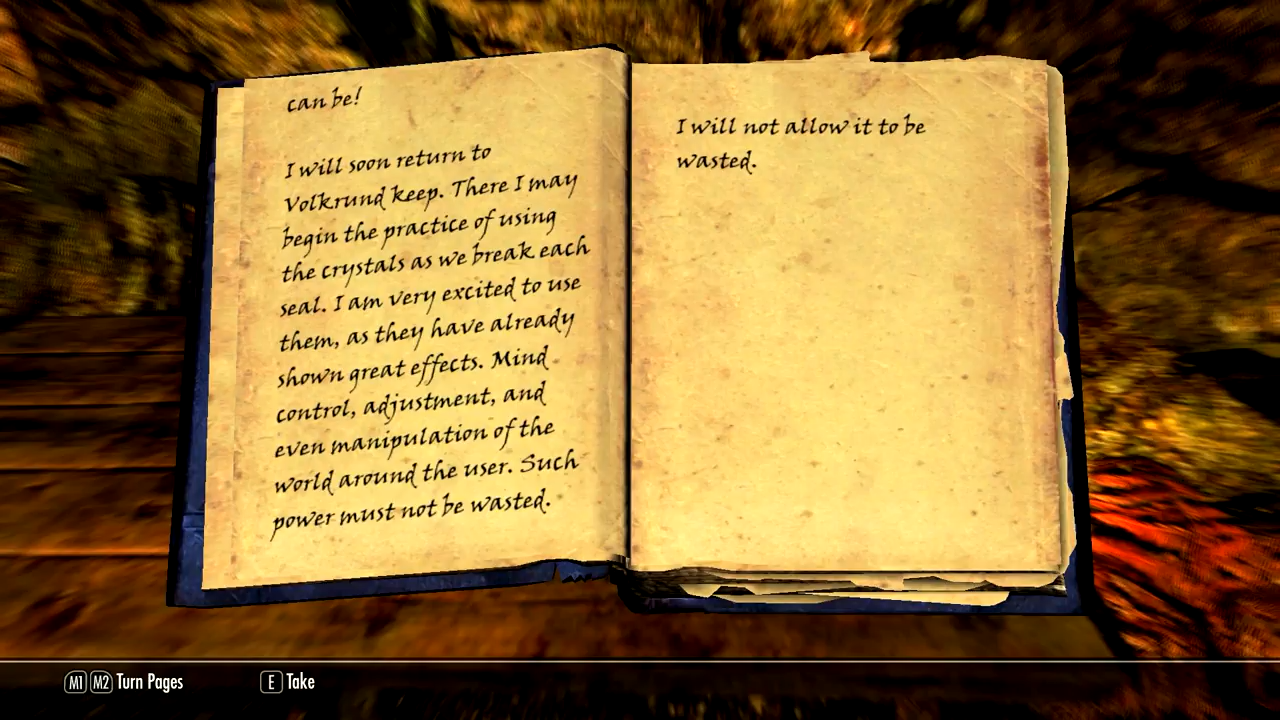 can be!
I will soon return to
Volkrund keep. There I may
begin the practice of using
the crystals as we break each
seal. I am very excited to use
them, as they have already
shown great effects. Mind
control, adjustment, and
even manipulation of the
world around the user. Such
power must not be wasted.
I will not allow it to be
wasted.
M1 M2 Turn Pages
E Take